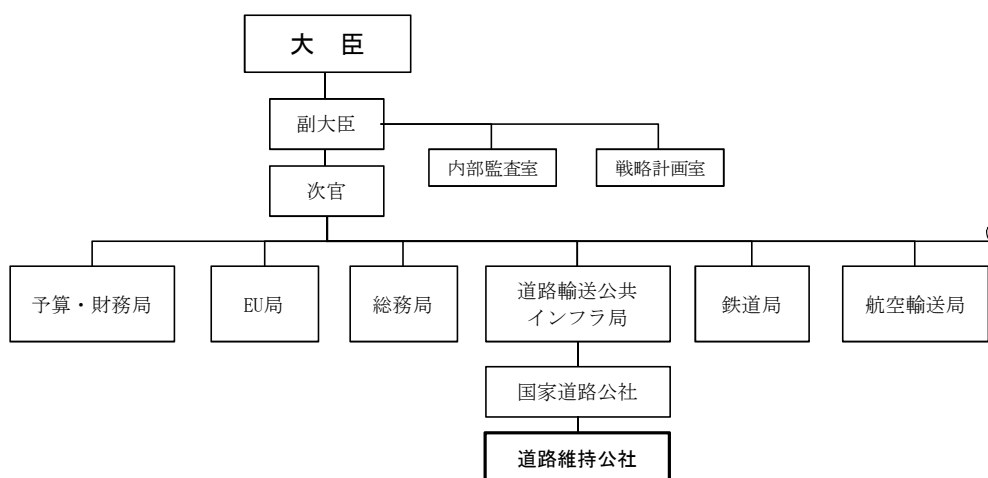 大 臣
副大臣
内部監査室
戦略計画室
次官
予算・財務局
EU局
総務局
道路輸送公共
インフラ局
鉄道局
航空輸送局
国家道路公社
道路維持公社